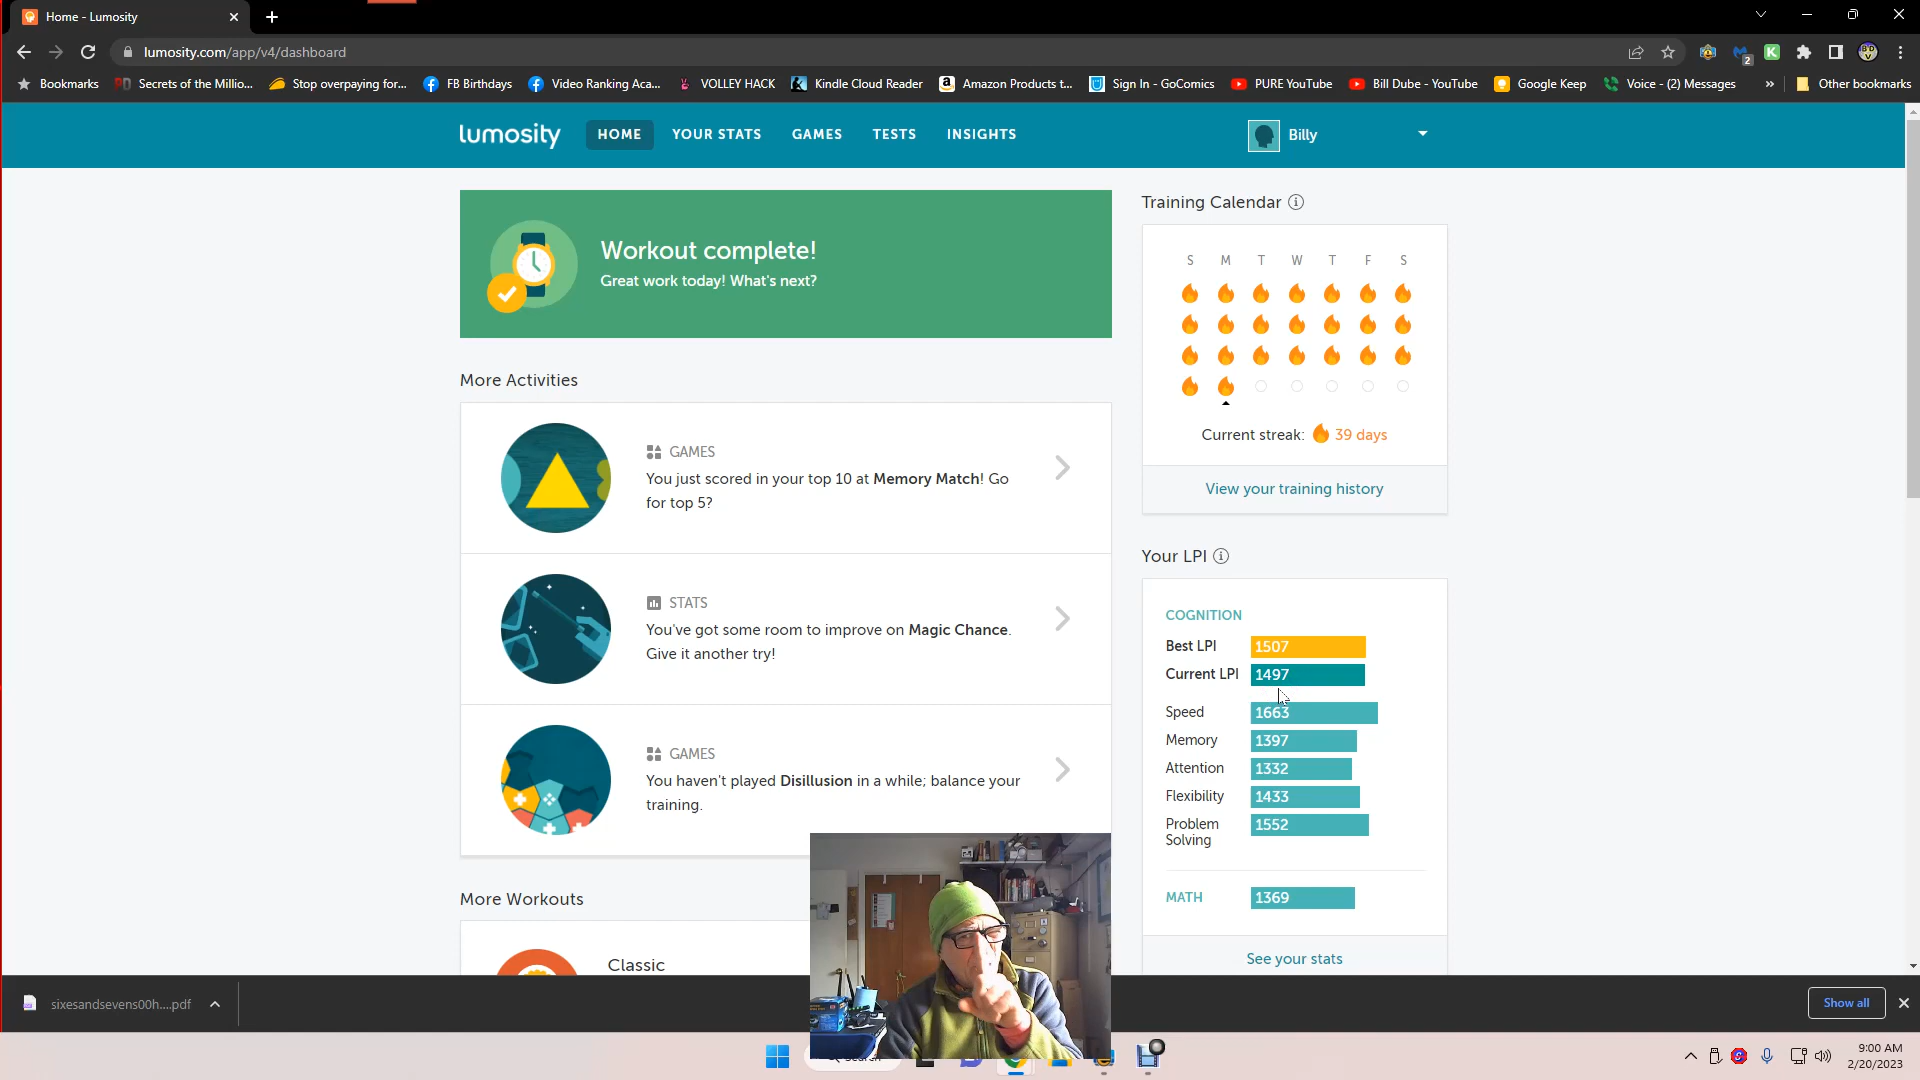 Home - Lumosity
lumosity.com/app/v4/dashboard
2
Bookmarks
Secrets of the Millio...
Stop overpaying for...
FB Birthdays
Video Ranking Aca...
VOLLEY HACK
Kindle Cloud Reader
Amazon Products t...
Sign In - GoComics
PURE YouTube
Bill Dube - YouTube
Google Keep
Voice - (2) Messages
»
Other bookmarks
lumosity
HOME
YOUR STATS
GAMES
TESTS
INSIGHTS
Billy
Workout complete!
Great work today! What's next?
More Activities
GAMES
You just scored in your top 10 at Memory Match! Go
for top 5?
STATS
You've got some room to improve on Magic Chance.
Give it another try!
GAMES
You haven't played Disillusion in a while; balance your
training.
More Workouts
Classic
Training Calendar
S M T W T F S
Current streak: 39 days
View your training history
Your LPI
COGNITION
Best LPI 1507
Current LPI 1497
Speed 1663
Memory 1397
Attention 1332
Flexibility 1433
Problem
Solving 1552
MATH 1369
See your stats
sixesandsevens00h....pdf
Show all
9:00 AM
2/20/2023